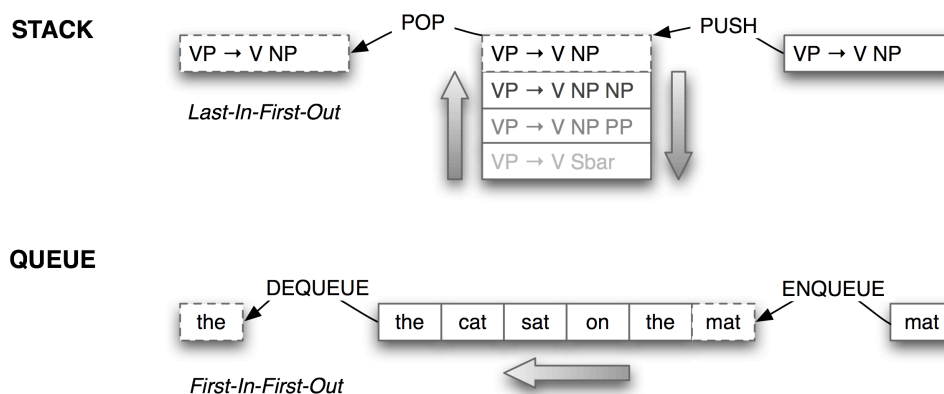 STACK
POP
PUSH
VP → V NP
VP → V NP
VP → V NP
Last-In-First-Out
VP → V NP NP
VP → V NP PP
VP → V Sbar
QUEUE
DEQUEUE
ENQUEUE
the
the cat sat on the mat
mat
First-In-First-Out